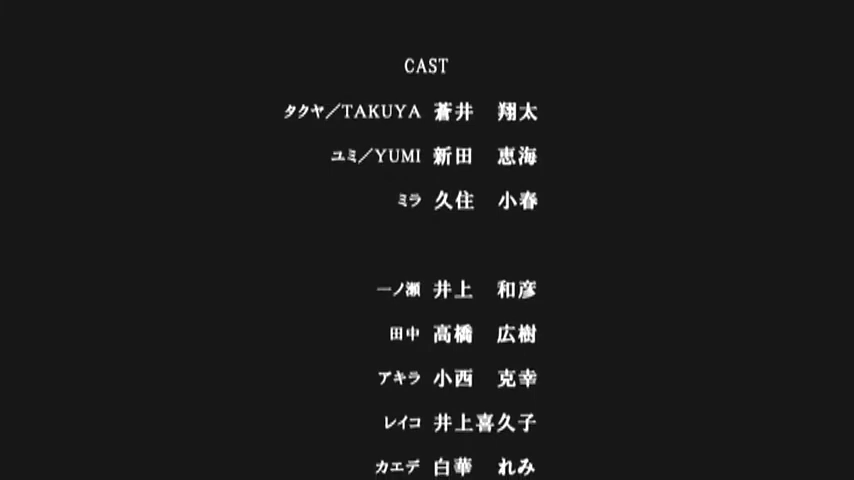 CAST
タクヤ／TAKUYA 蒼井　翔太
ユミ／YUMI 新田　恵海
ミラ 久住　小春
一ノ瀬 井上　和彦
田中 高橋　広樹
アキラ 小西　克幸
レイコ 井上喜久子
カエデ 白華　れみ